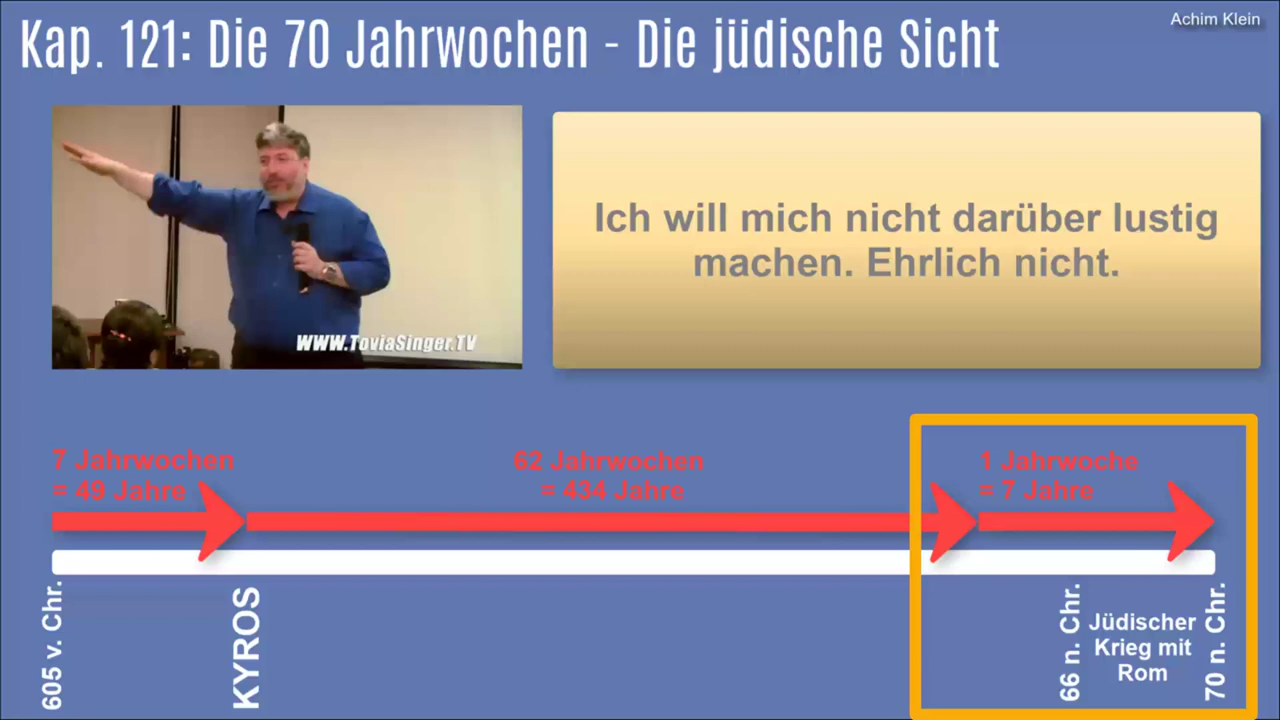 Achim Klein
Kap. 121: Die 70 Jahrwochen - Die jüdische Sicht
WWW.ToviaSinger.TV
Ich will mich nicht darüber lustig
machen. Ehrlich nicht.
7 Jahrwochen
= 49 Jahre
62 Jahrwochen
= 434 Jahre
1 Jahrwoche
= 7 Jahre
605 v. Chr.
KYROS
66 n. Chr.
Jüdischer
Krieg mit
Rom
70 n. Chr.